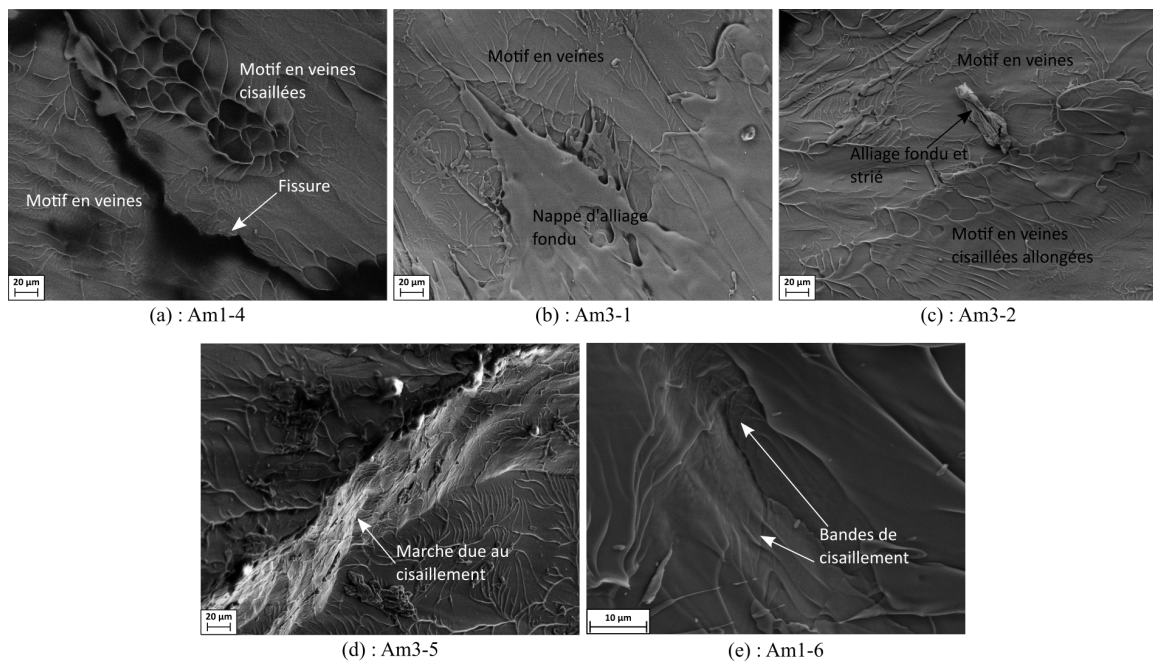 Motif en veines
cisaillées
Motif en veines
Fissure
20 µm
(a) : Am1-4
Motif en veines
Nappe d'alliage
fondu
20 µm
(b) : Am3-1
Motif en veines
Alliage fondu et
strié
Motif en veines
cisaillées allongées
20 µm
(c) : Am3-2
Marche due au
cisaillement
20 µm
(d) : Am3-5
Bandes de
cisaillement
10 µm
(e) : Am1-6